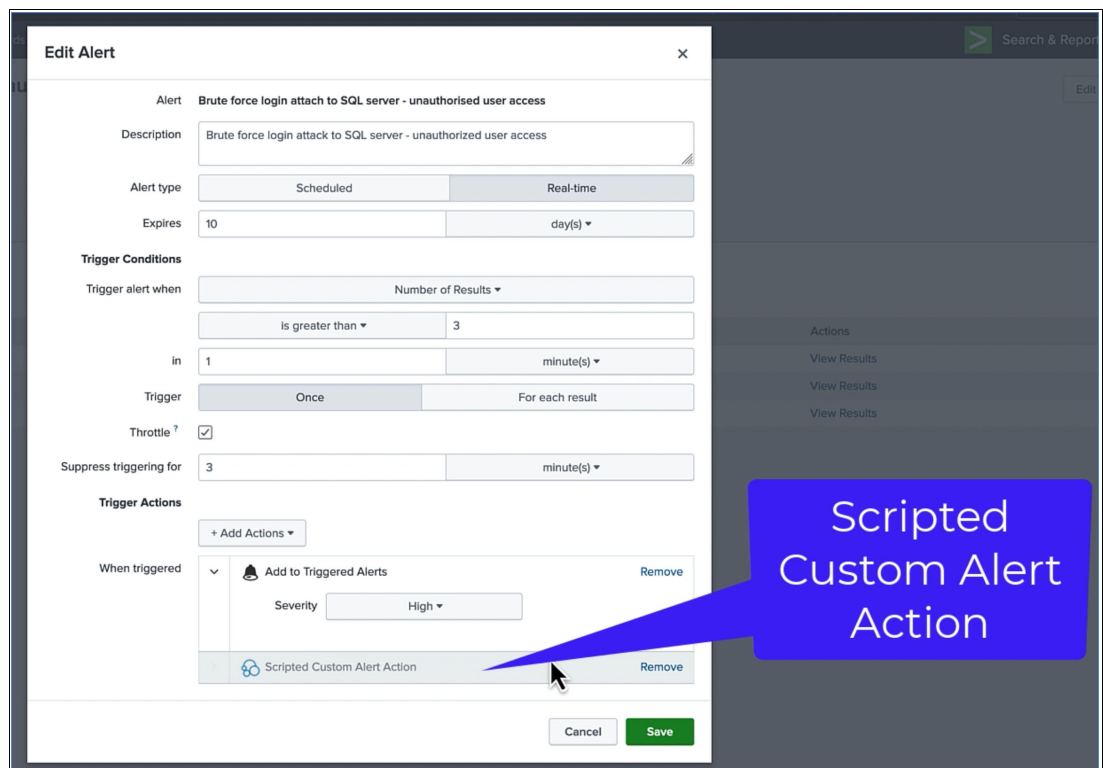 ds
Search & Report
Edit Alert ×
Edit
Alert Brute force login attach to SQL server - unauthorised user access
Description Brute force login attack to SQL server - unauthorized user access
Alert type Scheduled Real-time
Expires 10 day(s) ▾
Trigger Conditions
Trigger alert when Number of Results ▾
is greater than ▾ 3
Actions
in 1 minute(s) ▾
View Results
Trigger Once For each result
View Results
View Results
Throttle ?
Suppress triggering for 3 minute(s) ▾
Trigger Actions
+ Add Actions ▾
When triggered Add to Triggered Alerts Remove
Severity High ▾
Scripted Custom Alert Action Remove
Scripted
Custom Alert
Action
Cancel Save